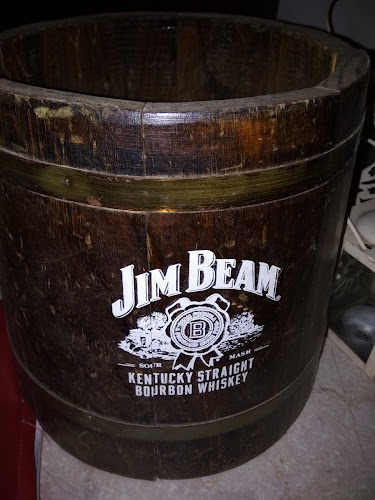 JIM BEAM
B
SOUR MASH
KENTUCKY STRAIGHT
BOURBON WHISKEY